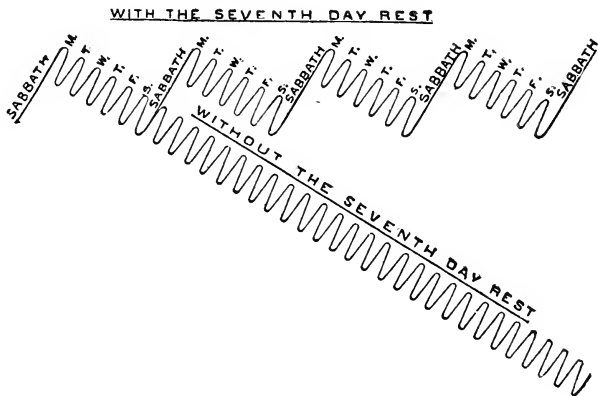 WITH THE SEVENTH DAY REST
SABBATH
M. T. W. T. F. S.
SABBATH
M. T. W. T. F. S.
SABBATH
M. T. W. T. F. S.
SABBATH
M. T. W. T. F. S.
SABBATH
WITHOUT THE SEVENTH DAY REST